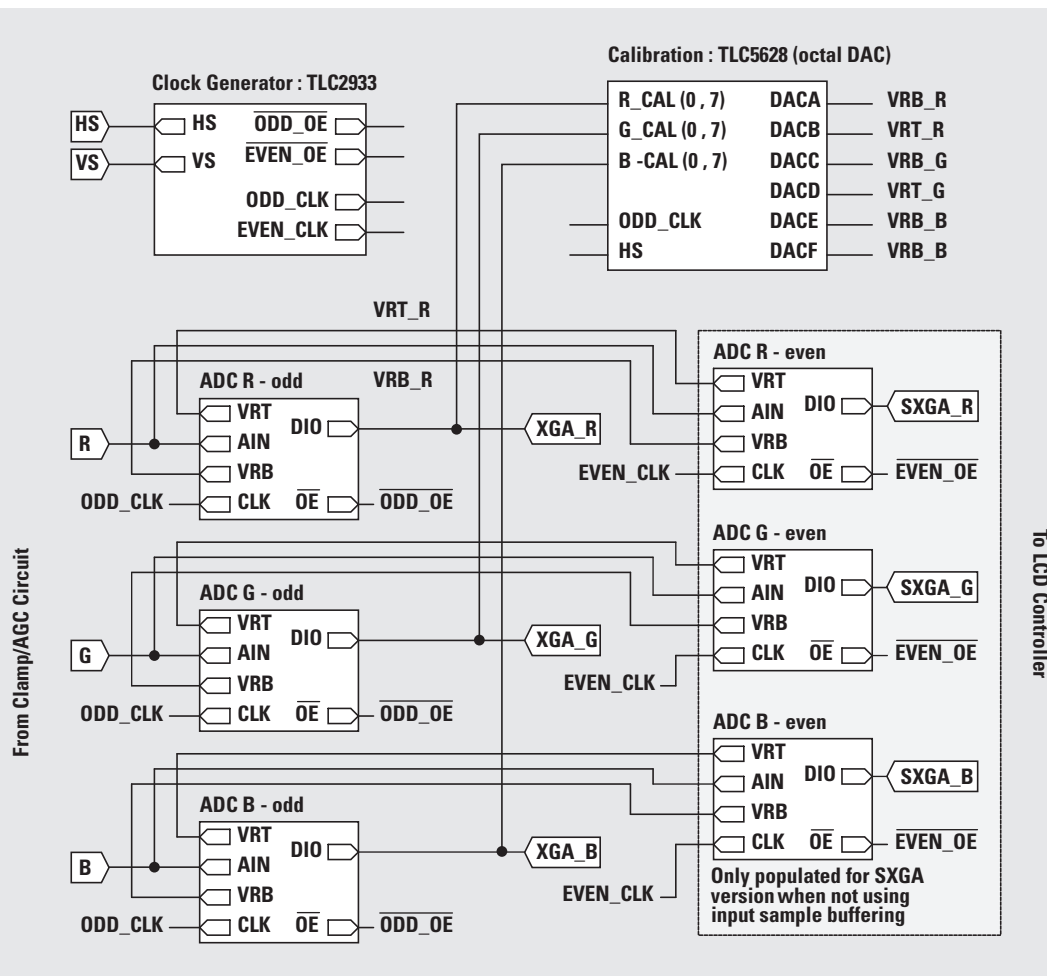 Calibration : TLC5628 (octal DAC)
Clock Generator : TLC2933
HS
VS
HS
VS
ODD_OE
EVEN_OE
ODD_CLK
EVEN_CLK
R_CAL (0 , 7)
G_CAL (0 , 7)
B -CAL (0 , 7)
ODD_CLK
HS
DACA
DACB
DACC
DACD
DACE
DACF
VRB_R
VRT_R
VRB_G
VRT_G
VRB_B
VRB_B
VRT_R
VRB_R
ADC R - odd
R
ODD_CLK
VRT
AIN
VRB
CLK
DIO
OE
ODD_OE
XGA_R
ADC R - even
EVEN_CLK
VRT
AIN
VRB
CLK
DIO
OE
SXGA_R
EVEN_OE
ADC G - odd
G
ODD_CLK
VRT
AIN
VRB
CLK
DIO
OE
ODD_OE
XGA_G
ADC G - even
EVEN_CLK
VRT
AIN
VRB
CLK
DIO
OE
SXGA_G
EVEN_OE
ADC B - odd
B
ODD_CLK
VRT
AIN
VRB
CLK
DIO
OE
ODD_OE
XGA_B
ADC B - even
EVEN_CLK
VRT
AIN
VRB
CLK
DIO
OE
SXGA_B
EVEN_OE
Only populated for SXGA
version when not using
input sample buffering
From Clamp/AGC Circuit
To LCD Controller